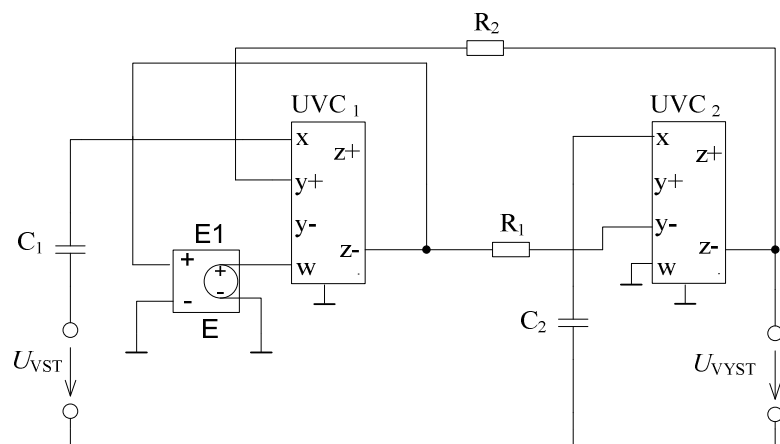 R2
UVC 1
UVC 2
x
z+
y+
y-
z-
w
x
z+
y+
y-
z-
w
C1
E1
+
-
+
-
E
R1
C2
UVST
UVYST